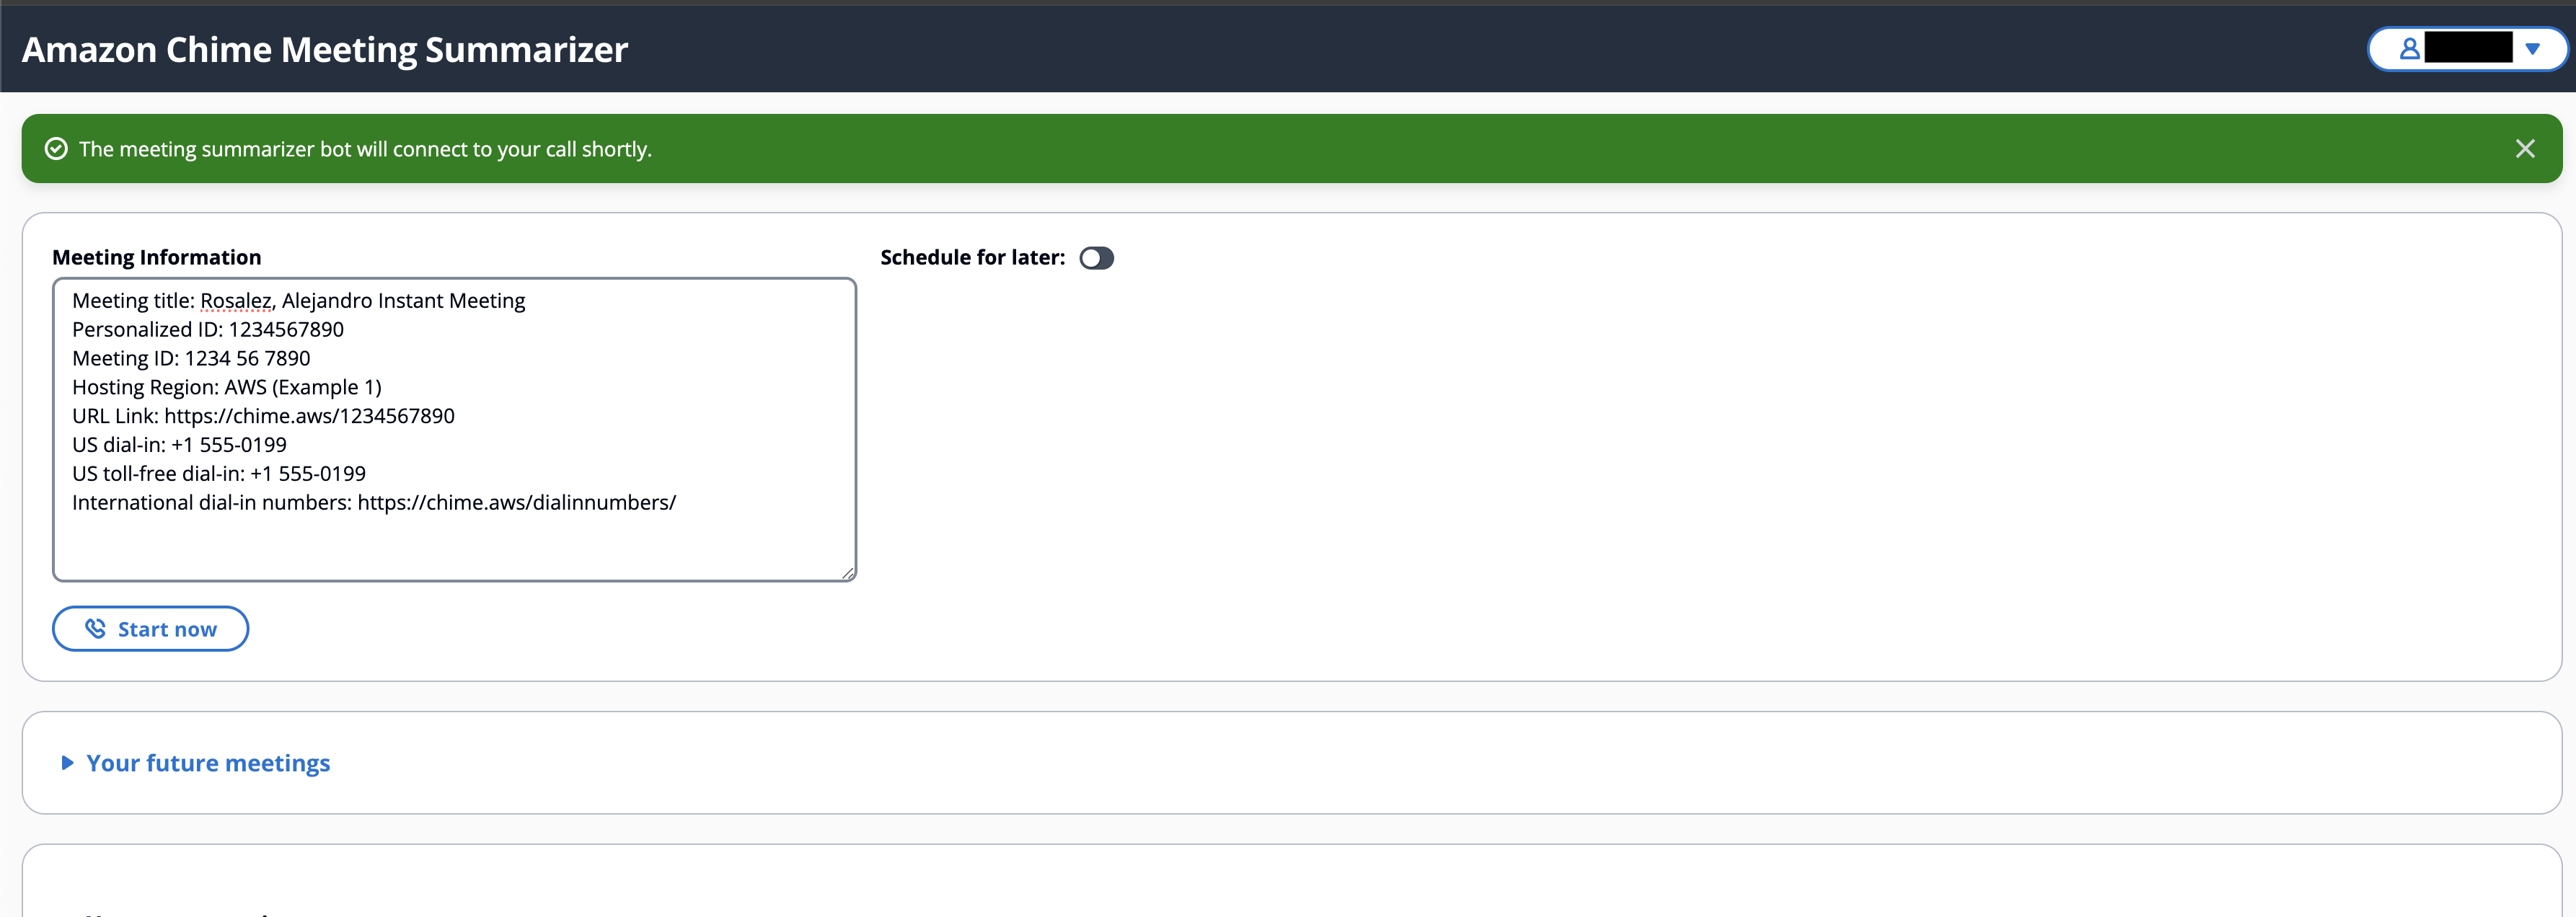 Amazon Chime Meeting Summarizer
The meeting summarizer bot will connect to your call shortly.
Meeting Information
Schedule for later:
Meeting title: Rosalez, Alejandro Instant Meeting
Personalized ID: 1234567890
Meeting ID: 1234 56 7890
Hosting Region: AWS (Example 1)
URL Link: https://chime.aws/1234567890
US dial-in: +1 555-0199
US toll-free dial-in: +1 555-0199
International dial-in numbers: https://chime.aws/dialinnumbers/
Start now
Your future meetings